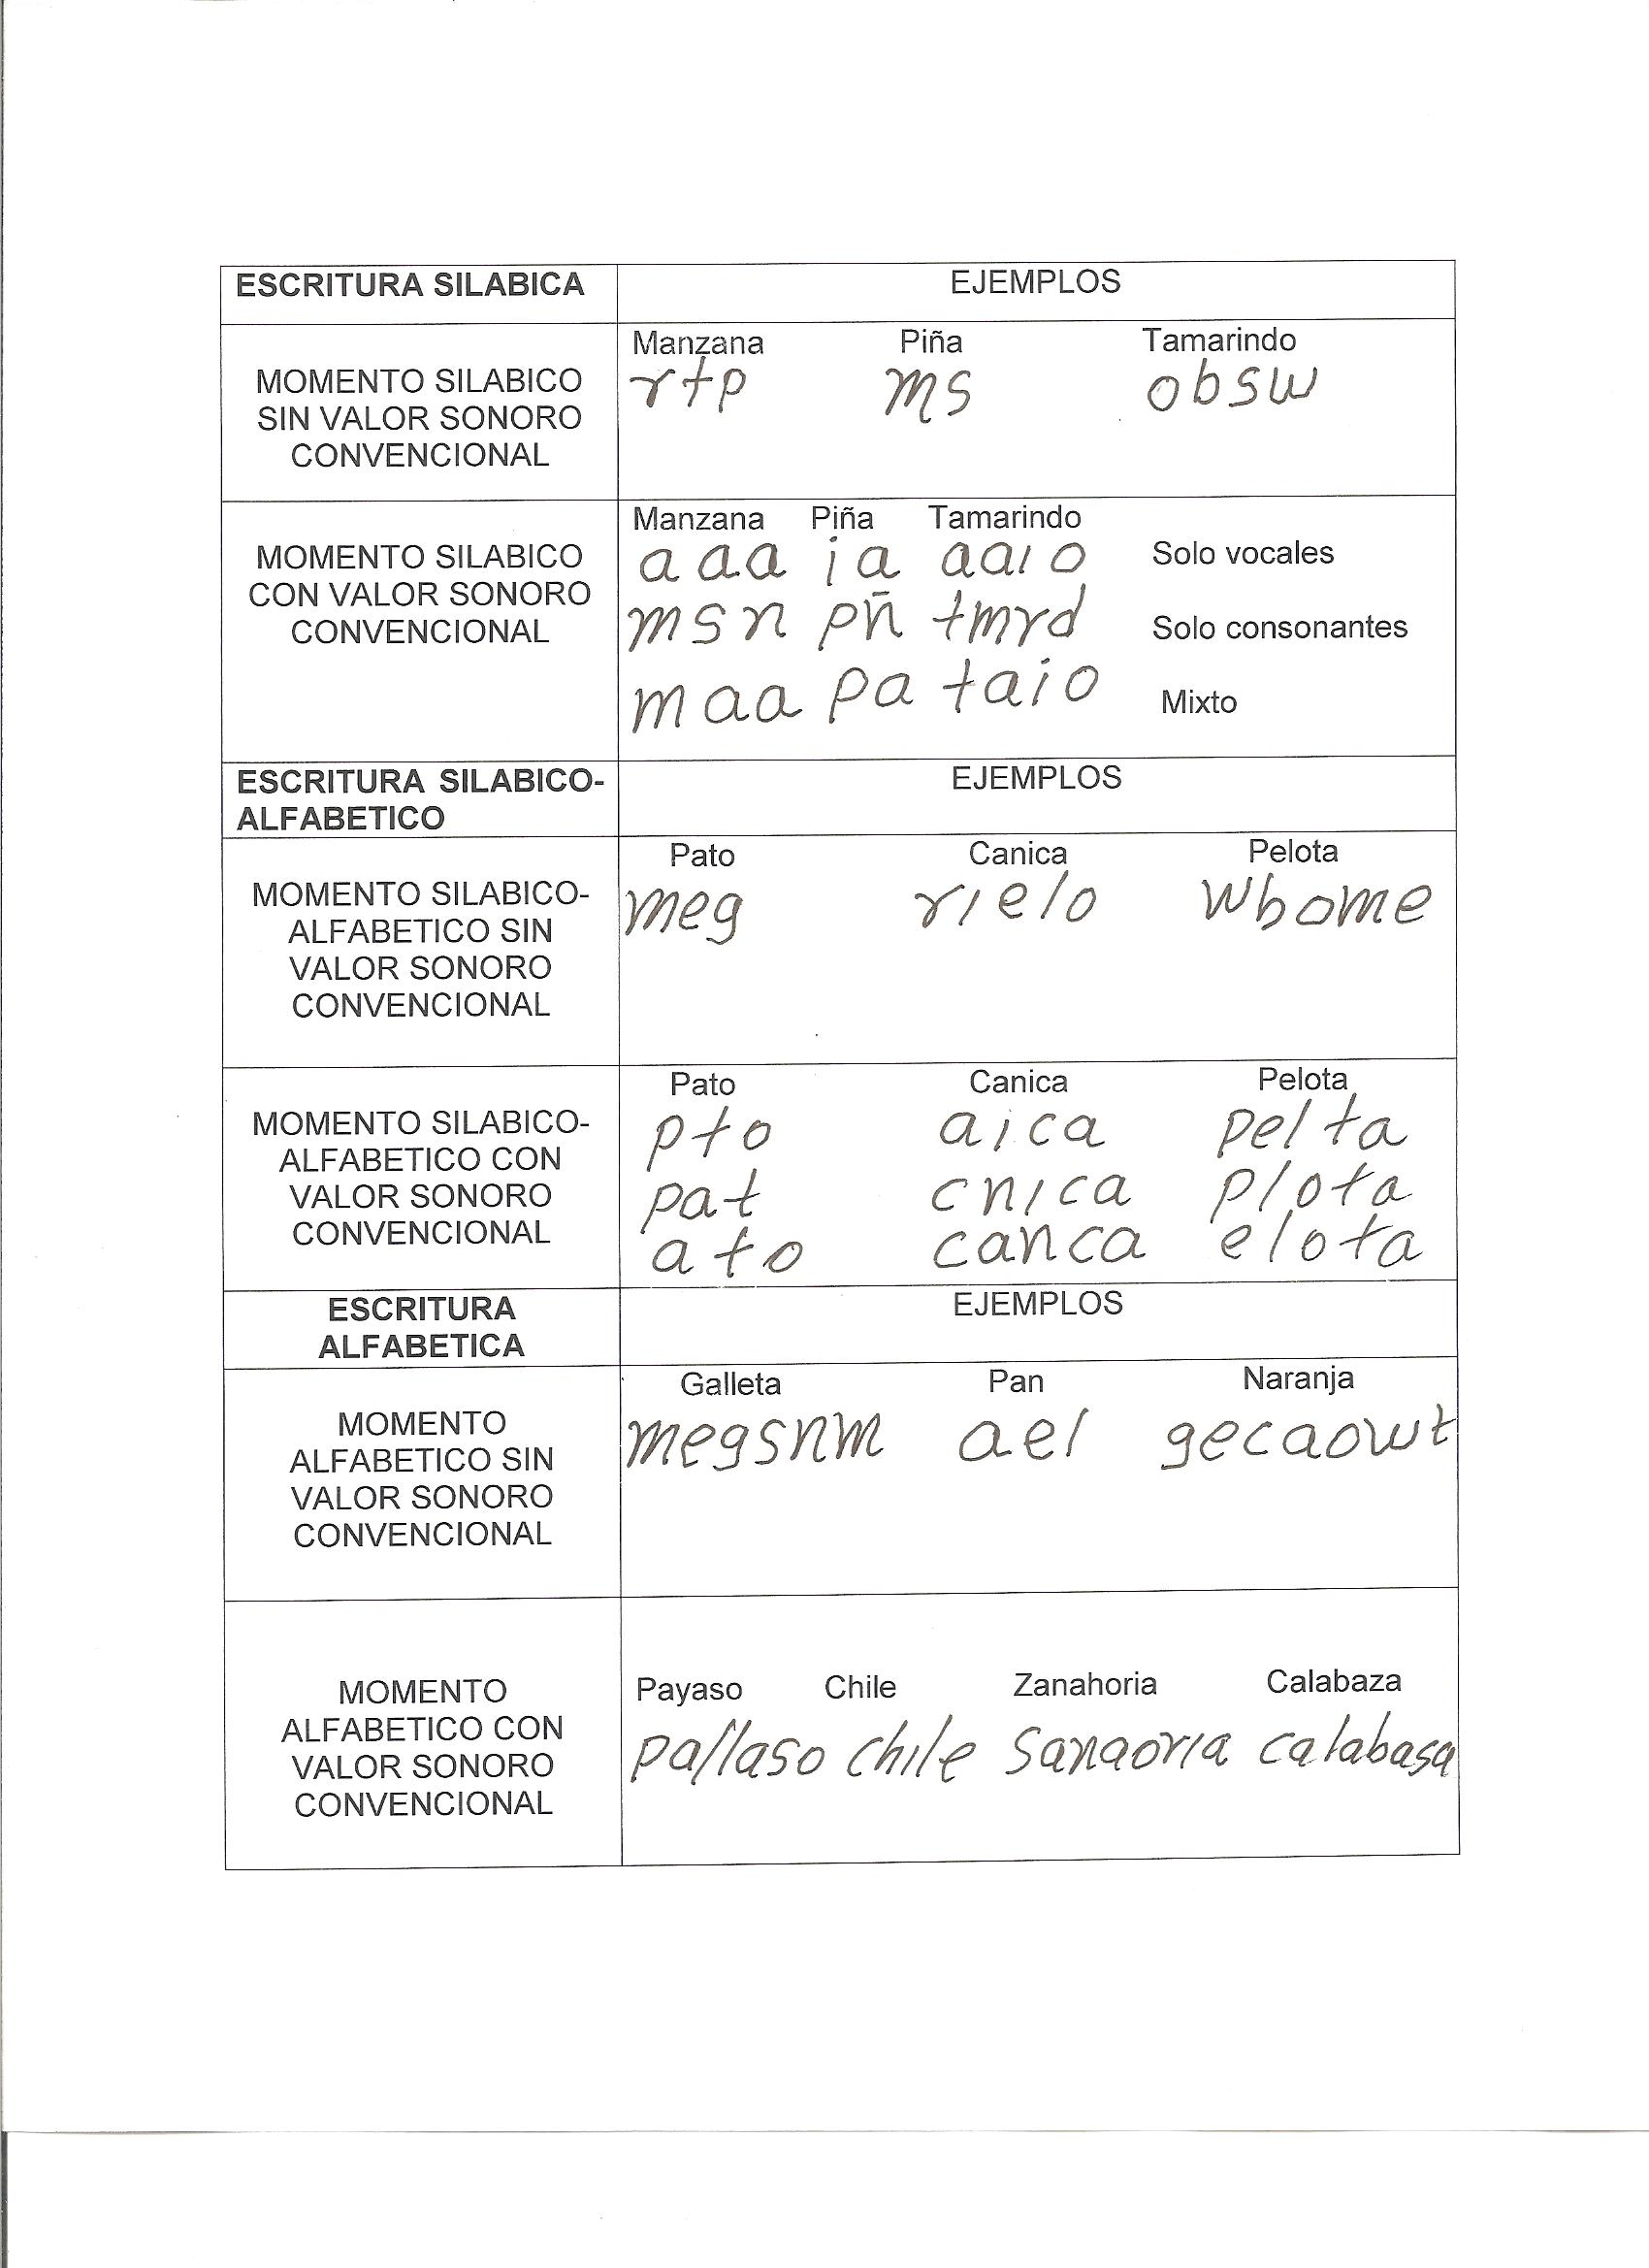 ESCRITURA SILABICA EJEMPLOS
MOMENTO SILABICO
SIN VALOR SONORO
CONVENCIONAL
Manzana Piña Tamarindo
rtp ms obsw
MOMENTO SILABICO
CON VALOR SONORO
CONVENCIONAL
Manzana Piña Tamarindo
a aa ia aaio Solo vocales
msn pñ tmrd Solo consonantes
maa pa taio Mixto
ESCRITURA SILABICO-
ALFABETICO
EJEMPLOS
MOMENTO SILABICO-
ALFABETICO SIN
VALOR SONORO
CONVENCIONAL
Pato Canica Pelota
meg rielo wbome
MOMENTO SILABICO-
ALFABETICO CON
VALOR SONORO
CONVENCIONAL
Pato Canica Pelota
pto aica pelta
pat cnica plota
ato canca elota
ESCRITURA
ALFABETICA
EJEMPLOS
MOMENTO
ALFABETICO SIN
VALOR SONORO
CONVENCIONAL
Galleta Pan Naranja
megsnm ael gecaowt
MOMENTO
ALFABETICO CON
VALOR SONORO
CONVENCIONAL
Payaso Chile Zanahoria Calabaza
pallaso chile sanaoria calabasa